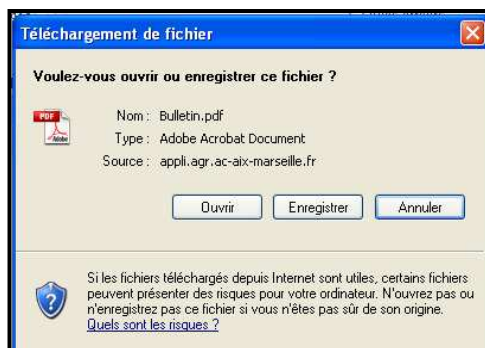 Téléchargement de fichier
Voulez-vous ouvrir ou enregistrer ce fichier ?
PDF
Adobe
Nom : Bulletin.pdf
Type : Adobe Acrobat Document
Source : appli.agr.ac-aix-marseille.fr
Ouvrir Enregistrer Annuler
Si les fichiers téléchargés depuis Internet sont utiles, certains fichiers
peuvent présenter des risques pour votre ordinateur. N'ouvrez pas ou
n'enregistrez pas ce fichier si vous n'êtes pas sûr de son origine.
Quels sont les risques ?